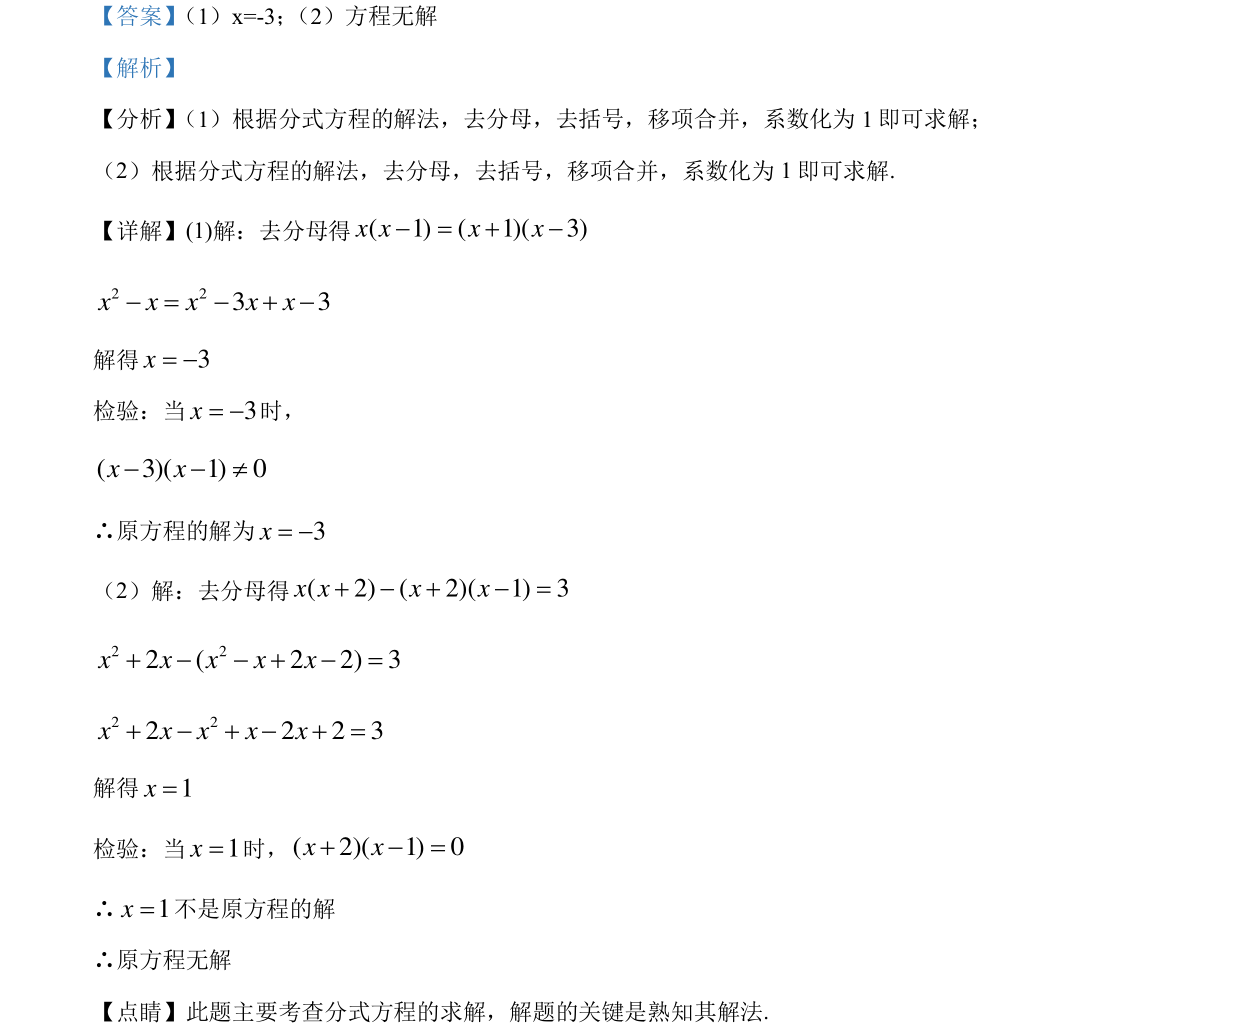 【答案】（1）x=-3；（2）方程无解
【解析】
【分析】（1）根据分式方程的解法，去分母，去括号，移项合并，系数化为 1 即可求解；
（2）根据分式方程的解法，去分母，去括号，移项合并，系数化为 1 即可求解.
【详解】(1)解：去分母得 x(x−1)=(x+1)(x−3)
x²−x=x²−3x+x−3
解得 x=−3
检验：当 x=−3 时，
(x−3)(x−1)≠0
∴原方程的解为 x=−3
（2）解：去分母得 x(x+2)−(x+2)(x−1)=3
x²+2x−(x²−x+2x−2)=3
x²+2x−x²+x−2x+2=3
解得 x=1
检验：当 x=1 时，(x+2)(x−1)=0
∴ x=1 不是原方程的解
∴原方程无解
【点睛】此题主要考查分式方程的求解，解题的关键是熟知其解法.